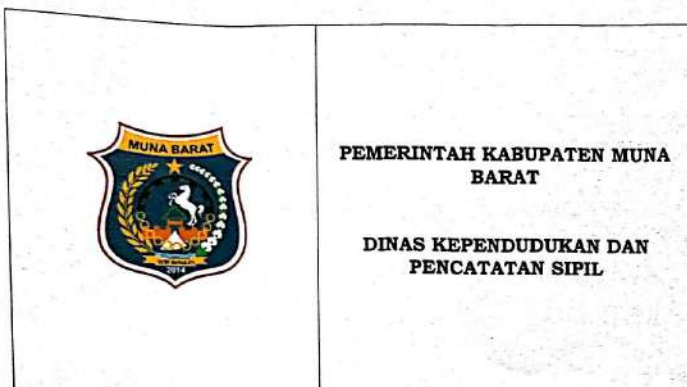 MUNA BARAT
2014
PEMERINTAH KABUPATEN MUNA
BARAT
DINAS KEPENDUDUKAN DAN
PENCATATAN SIPIL